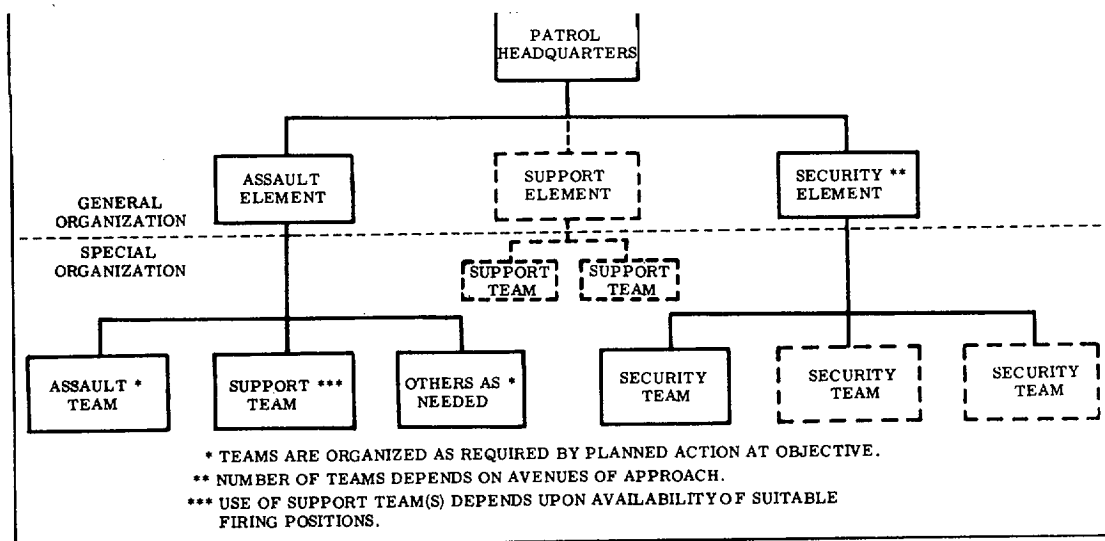 PATROL
HEADQUARTERS
ASSAULT
ELEMENT
SUPPORT
ELEMENT
SECURITY **
ELEMENT
GENERAL
ORGANIZATION
SPECIAL
ORGANIZATION
SUPPORT
TEAM
SUPPORT
TEAM
ASSAULT *
TEAM
SUPPORT ***
TEAM
OTHERS AS *
NEEDED
SECURITY
TEAM
SECURITY
TEAM
SECURITY
TEAM
* TEAMS ARE ORGANIZED AS REQUIRED BY PLANNED ACTION AT OBJECTIVE.
** NUMBER OF TEAMS DEPENDS ON AVENUES OF APPROACH.
*** USE OF SUPPORT TEAM(S) DEPENDS UPON AVAILABILITY OF SUITABLE
FIRING POSITIONS.